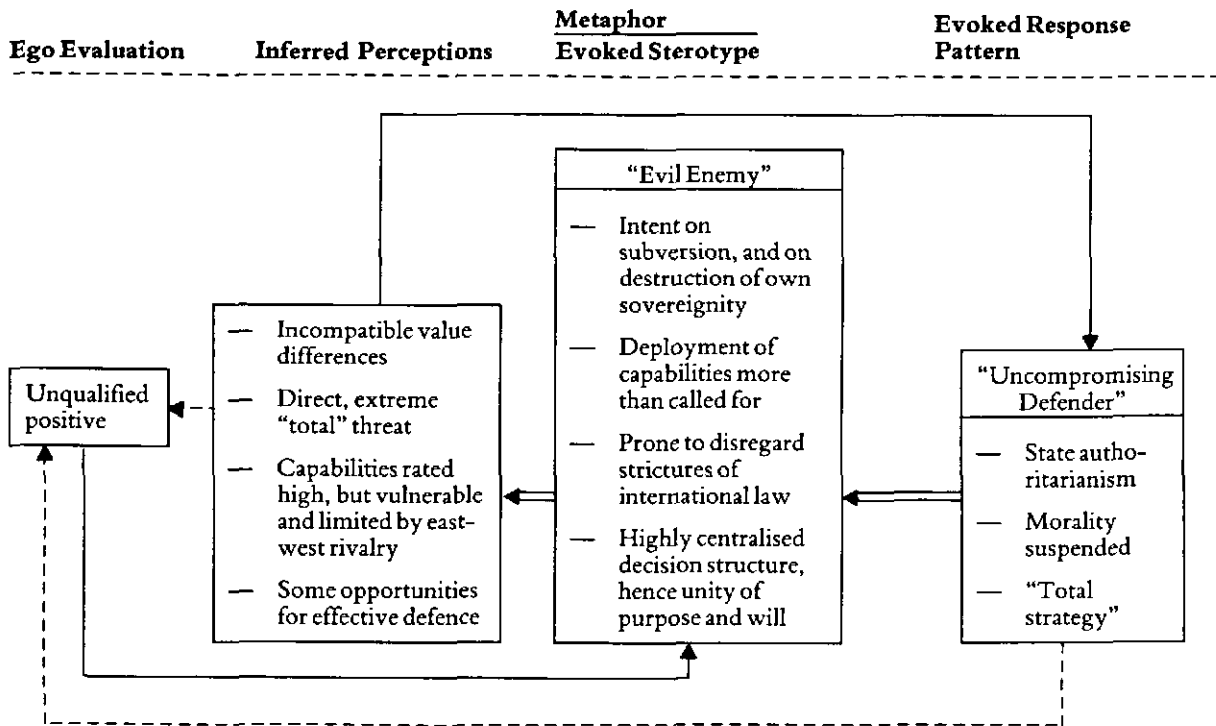 Ego Evaluation
Inferred Perceptions
Metaphor
Evoked Sterotype
Evoked Response
Pattern
Unqualified
positive
— Incompatible value
differences
— Direct, extreme
“total” threat
— Capabilities rated
high, but vulnerable
and limited by east-
west rivalry
— Some opportunities
for effective defence
“Evil Enemy”
— Intent on
subversion, and on
destruction of own
sovereignity
— Deployment of
capabilities more
than called for
— Prone to disregard
strictures of
international law
— Highly centralised
decision structure,
hence unity of
purpose and will
“Uncompromising
Defender”
— State autho-
ritarianism
— Morality
suspended
— “Total
strategy”